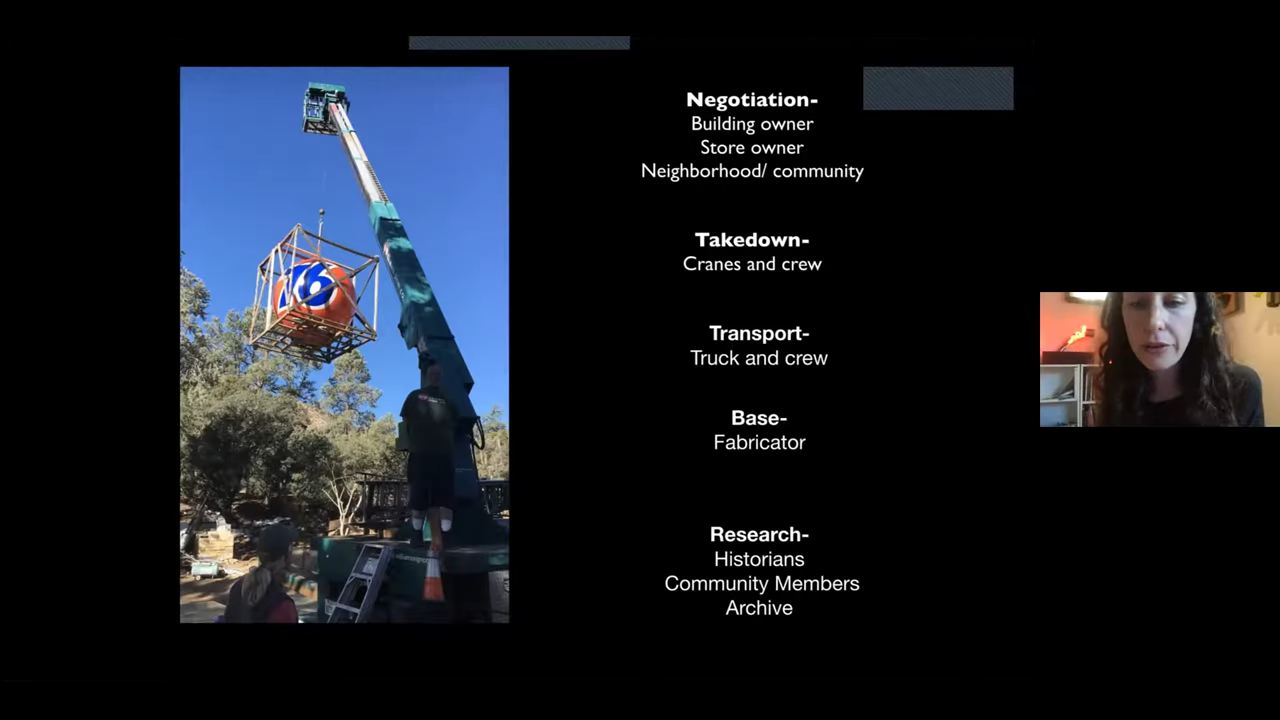 76
Negotiation-
Building owner
Store owner
Neighborhood/ community
Takedown-
Cranes and crew
Transport-
Truck and crew
Base-
Fabricator
Research-
Historians
Community Members
Archive